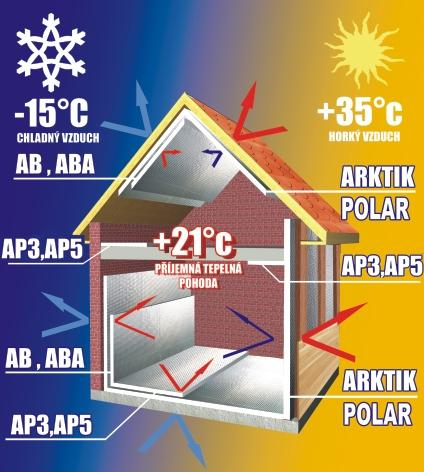 -15°C
CHLADNÝ VZDUCH
+35°C
HORKÝ VZDUCH
AB , ABA
ARKTIK
POLAR
AP3,AP5
+21°C
PŘÍJEMNÁ TEPELNÁ
POHODA
AP3,AP5
AB , ABA
ARKTIK
POLAR
AP3,AP5